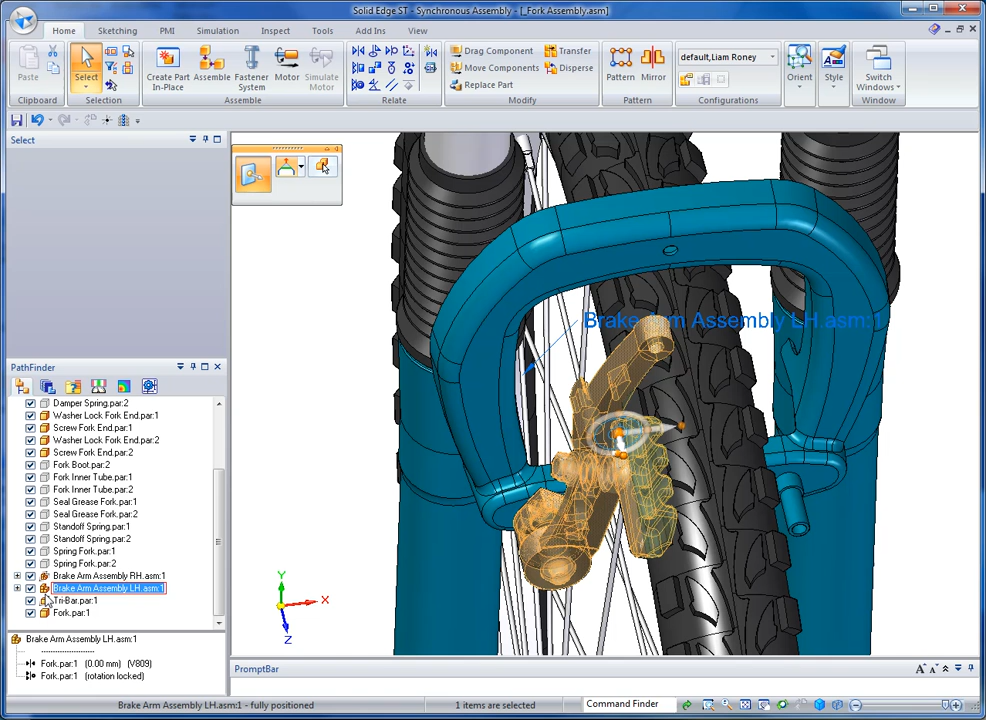 Solid Edge ST - Synchronous Assembly - [_Fork Assembly.asm]
Home Sketching PMI Simulation Inspect Tools Add Ins View
Paste
Clipboard
Select
Selection
Create Part In-Place
Assemble
Fastener System
Motor
Simulate Motor
Assemble
Relate
Drag Component
Move Components
Replace Part
Transfer
Disperse
Modify
Pattern
Mirror
Pattern
default,Liam Roney
Configurations
Orient
Style
Switch Windows
Window
Select
Brake Arm Assembly LH.asm:1
PathFinder
Damper Spring.par:2
Washer Lock Fork End.par:1
Screw Fork End.par:1
Washer Lock Fork End.par:2
Screw Fork End.par:2
Fork Boot.par:2
Fork Inner Tube.par:1
Fork Inner Tube.par:2
Seal Grease Fork.par:1
Seal Grease Fork.par:2
Standoff Spring.par:1
Standoff Spring.par:2
Spring Fork.par:1
Spring Fork.par:2
Brake Arm Assembly RH.asm:1
Brake Arm Assembly LH.asm:1
Tri-Bar.par:1
Fork.par:1
Y
X
Z
Brake Arm Assembly LH.asm:1
--------------------
Fork.par:1 (0.00 mm) (V809)
Fork.par:1 (rotation locked)
PromptBar
Brake Arm Assembly LH.asm:1 - fully positioned
1 items are selected
Command Finder